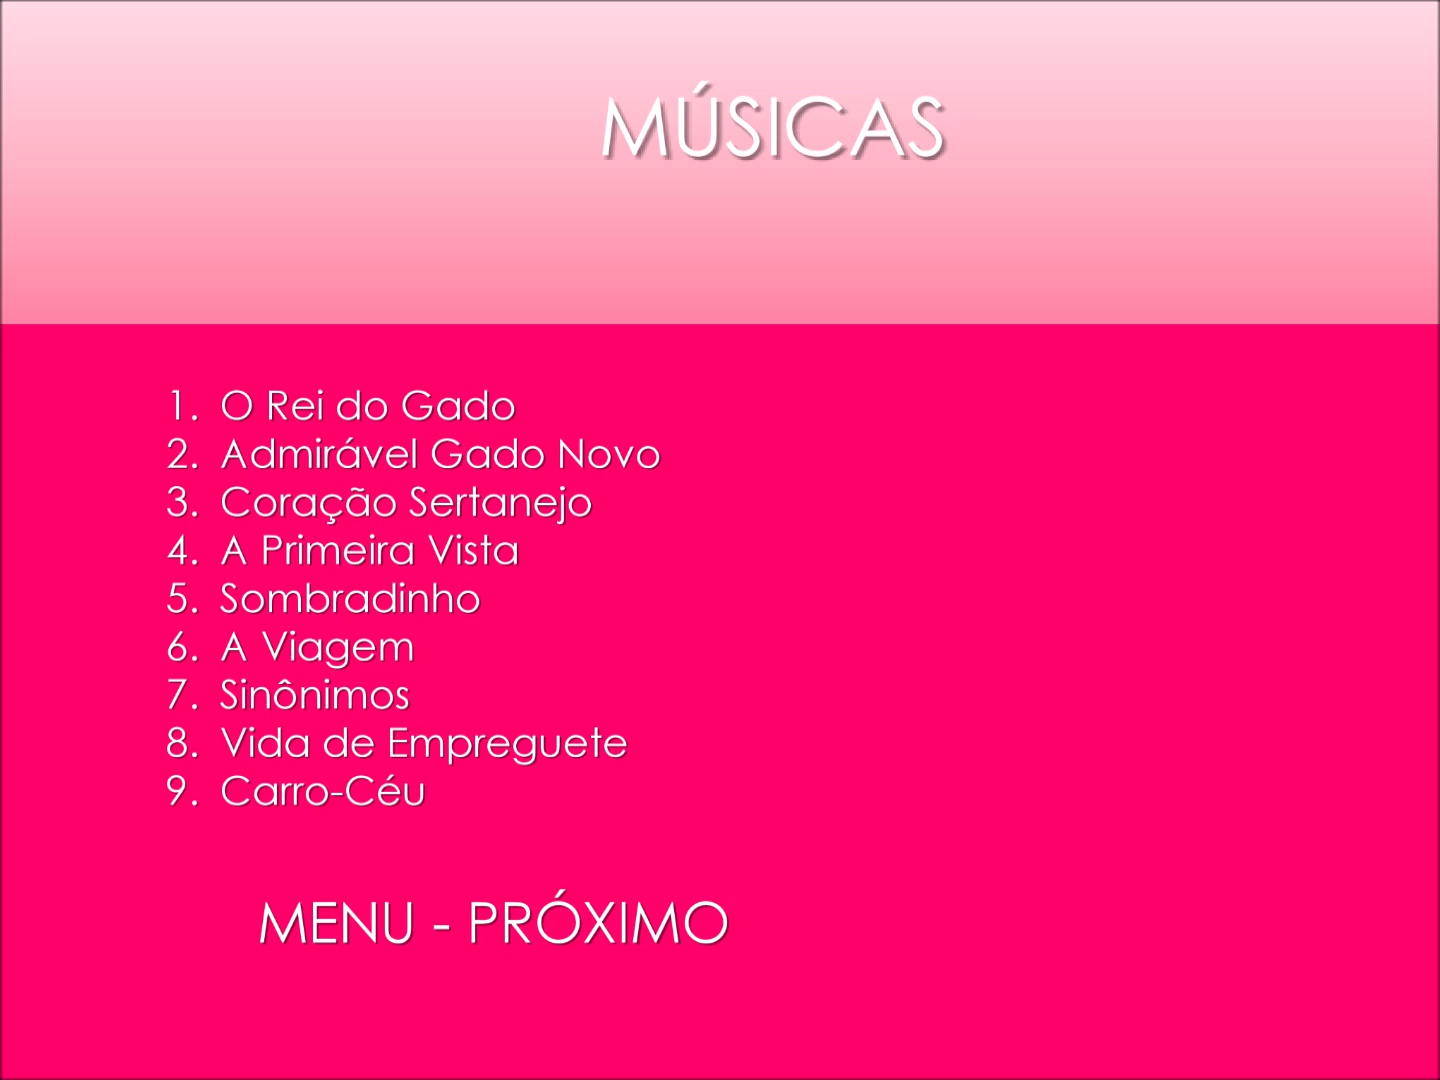 MÚSICAS
1. O Rei do Gado
2. Admirável Gado Novo
3. Coração Sertanejo
4. A Primeira Vista
5. Sombradinho
6. A Viagem
7. Sinônimos
8. Vida de Empreguete
9. Carro-Céu
MENU - PRÓXIMO